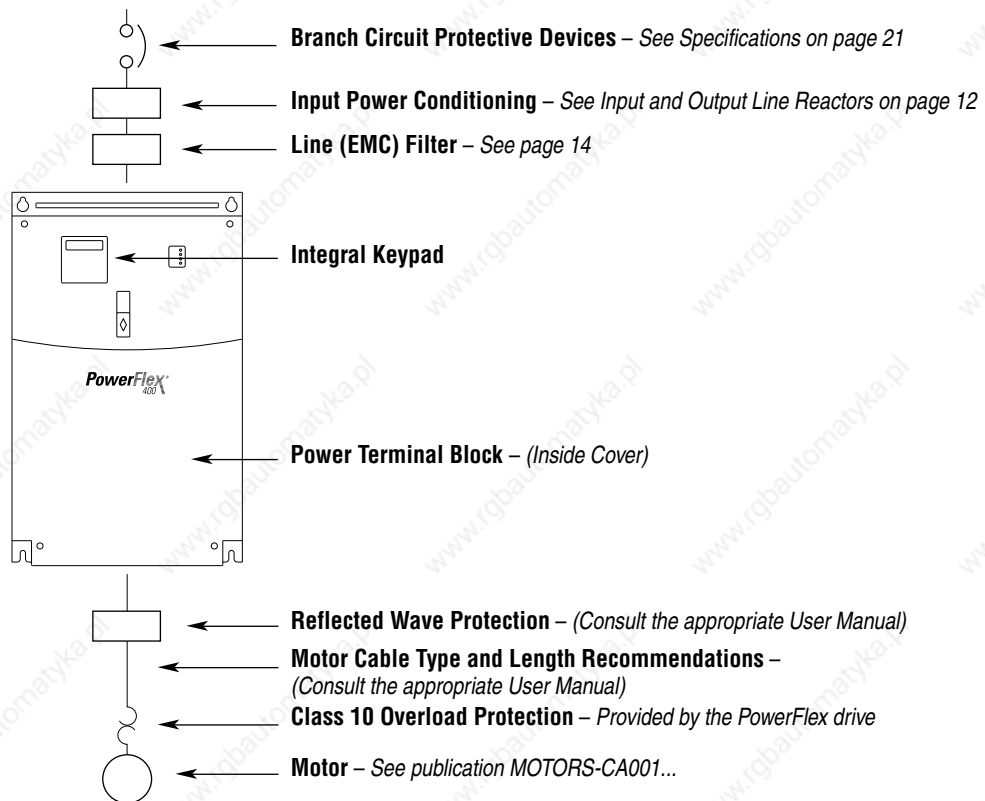 Branch Circuit Protective Devices – See Specifications on page 21
Input Power Conditioning – See Input and Output Line Reactors on page 12
Line (EMC) Filter – See page 14
Integral Keypad
PowerFlex
400
Power Terminal Block – (Inside Cover)
Reflected Wave Protection – (Consult the appropriate User Manual)
Motor Cable Type and Length Recommendations –
(Consult the appropriate User Manual)
Class 10 Overload Protection – Provided by the PowerFlex drive
Motor – See publication MOTORS-CA001...
www.rgbautomatyka.pl